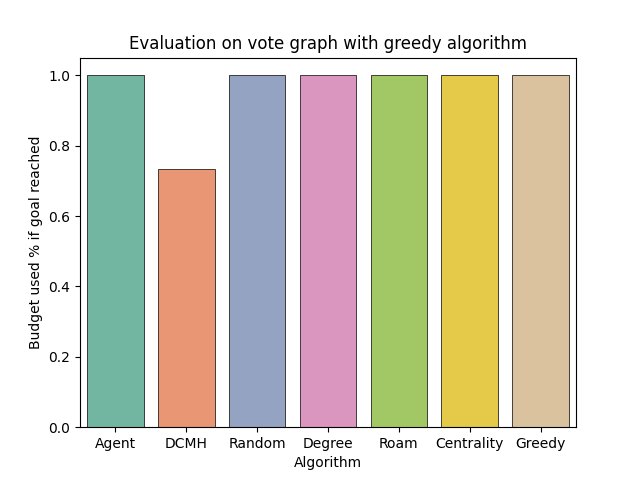 Evaluation on vote graph with greedy algorithm
Budget used % if goal reached
1.0
0.8
0.6
0.4
0.2
0.0
Agent DCMH Random Degree Roam Centrality Greedy
Algorithm